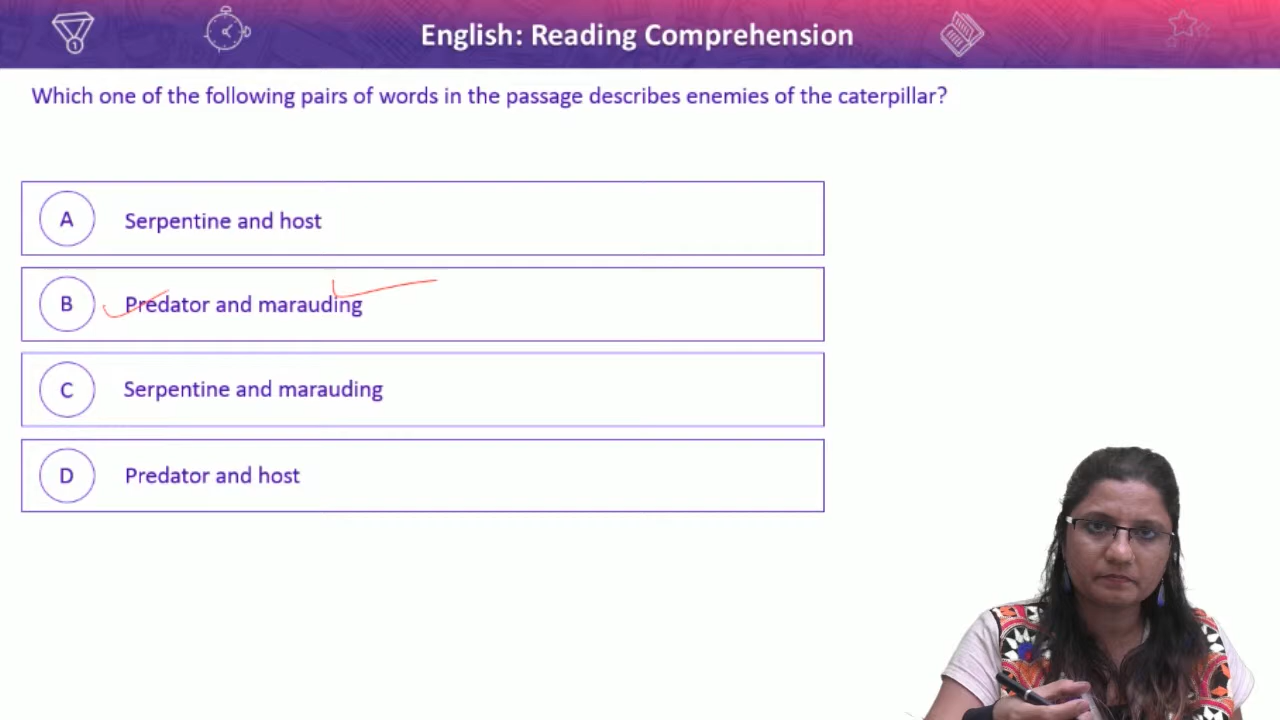 English: Reading Comprehension
Which one of the following pairs of words in the passage describes enemies of the caterpillar?
A Serpentine and host
B Predator and marauding
C Serpentine and marauding
D Predator and host